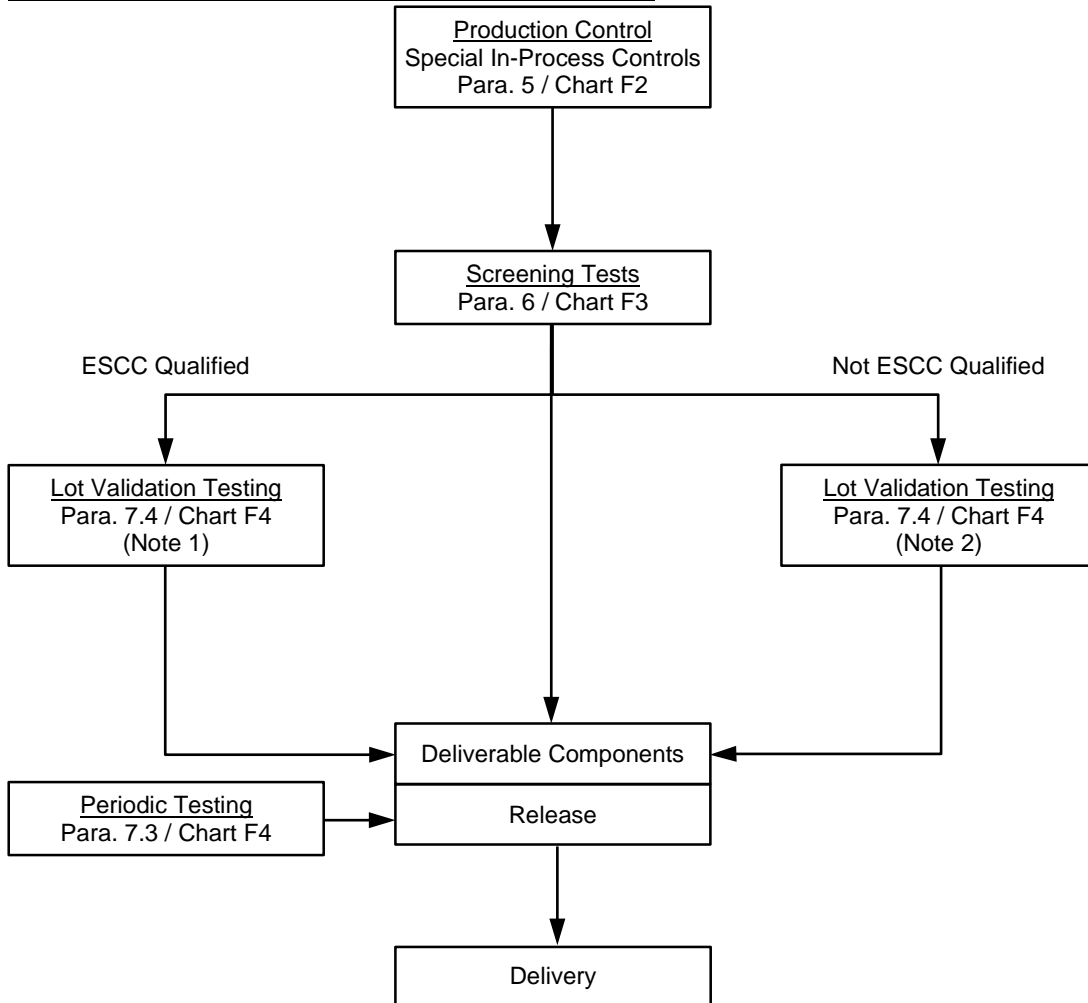 Production Control
Special In-Process Controls
Para. 5 / Chart F2
Screening Tests
Para. 6 / Chart F3
ESCC Qualified
Not ESCC Qualified
Lot Validation Testing
Para. 7.4 / Chart F4
(Note 1)
Lot Validation Testing
Para. 7.4 / Chart F4
(Note 2)
Deliverable Components
Periodic Testing
Para. 7.3 / Chart F4
Release
Delivery